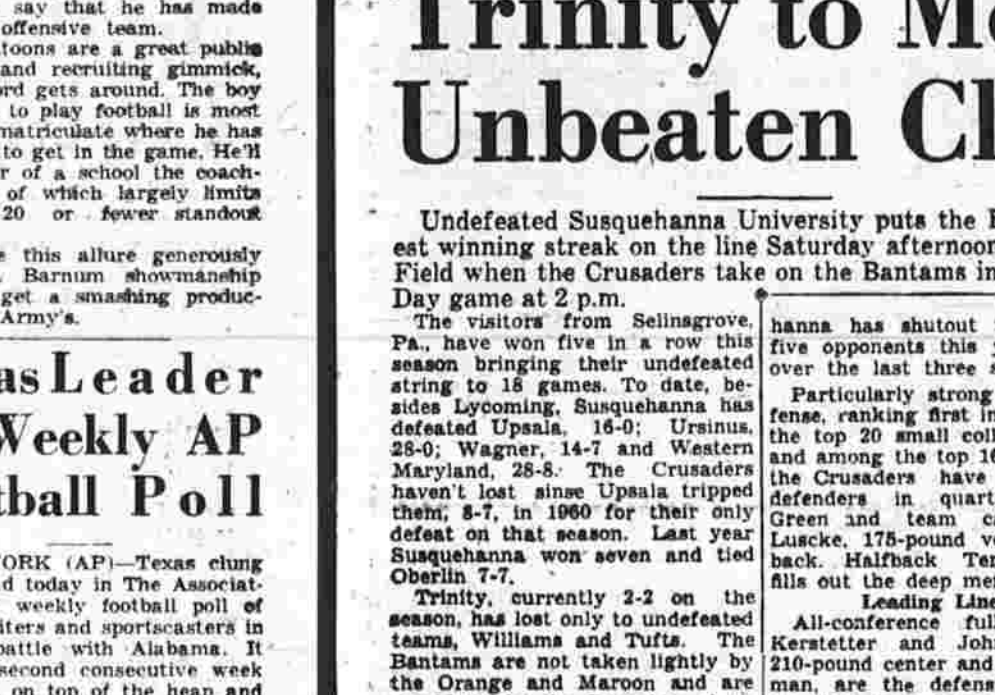 say that he has made
offensive team.
toons are a great public
and recruiting gimmick,
ord gets around. The boy
to play football is most
matriculate where he has
to get in the game. He'll
r of a school the coach-
of which largely limits
20 or fewer standout
this allure generously
Barnum showmanship
get a smashing produc-
Army's.
as Leader
Weekly AP
tball Poll
ORK (AP)—Texas clung
d today in The Associat-
weekly football poll of
iters and sportscasters in
battle with Alabama. It
second consecutive week
on top of the heap and
Trinity to Me
Unbeaten Cl
Undefeated Susquehanna University puts the
est winning streak on the line Saturday afternoon
Field when the Crusaders take on the Bantams in
Day game at 2 p.m.
The visitors from Selinsgrove,
Pa., have won five in a row this
season bringing their undefeated
string to 18 games. To date, be-
sides Lycoming, Susquehanna has
defeated Upsala, 16-0; Ursinus,
28-0; Wagner, 14-7 and Western
Maryland, 28-8. The Crusaders
haven't lost sinse Upsala tripped
them, 8-7, in 1960 for their only
defeat on that season. Last year
Susquehanna won seven and tied
Oberlin 7-7.
Trinity, currently 2-2 on the
season, has lost only to undefeated
teams, Williams and Tufts. The
Bantams are not taken lightly by
the Orange and Maroon and are
hanna has shutout
five opponents this
over the last three s
Particularly strong
fense, ranking first in
the top 20 small coll
and among the top 16
the Crusaders have
defenders in quart
Green and team c
Luscke, 175-pound v
back. Halfback Ter
fills out the deep me
Leading Line
All-conference full
Kerstetter and John
210-pound center and
man, are the defens